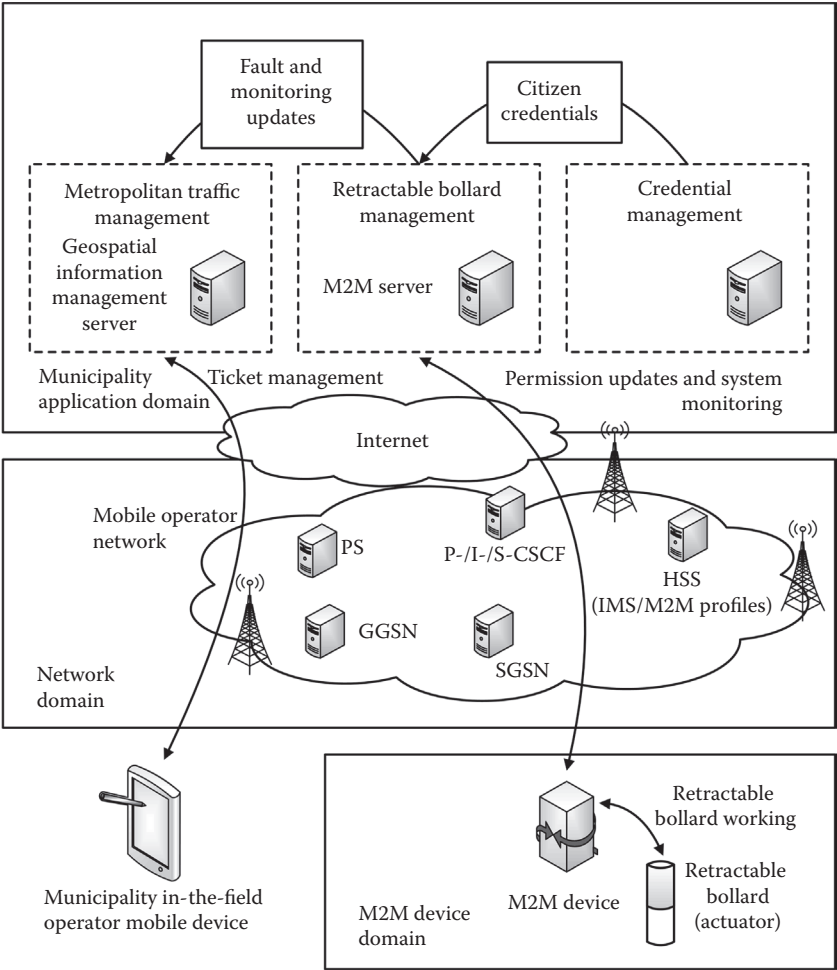 Fault and
monitoring
updates
Citizen
credentials
Metropolitan traffic
management
Geospatial
information
management
server
Retractable bollard
management
M2M server
Credential
management
Municipality
application domain
Ticket management
Permission updates and system
monitoring
Internet
Mobile operator
network
PS
P-/I-/S-CSCF
HSS
(IMS/M2M profiles)
GGSN
SGSN
Network
domain
Municipality in-the-field
operator mobile device
M2M device
Retractable
bollard working
Retractable
bollard
(actuator)
M2M device
domain